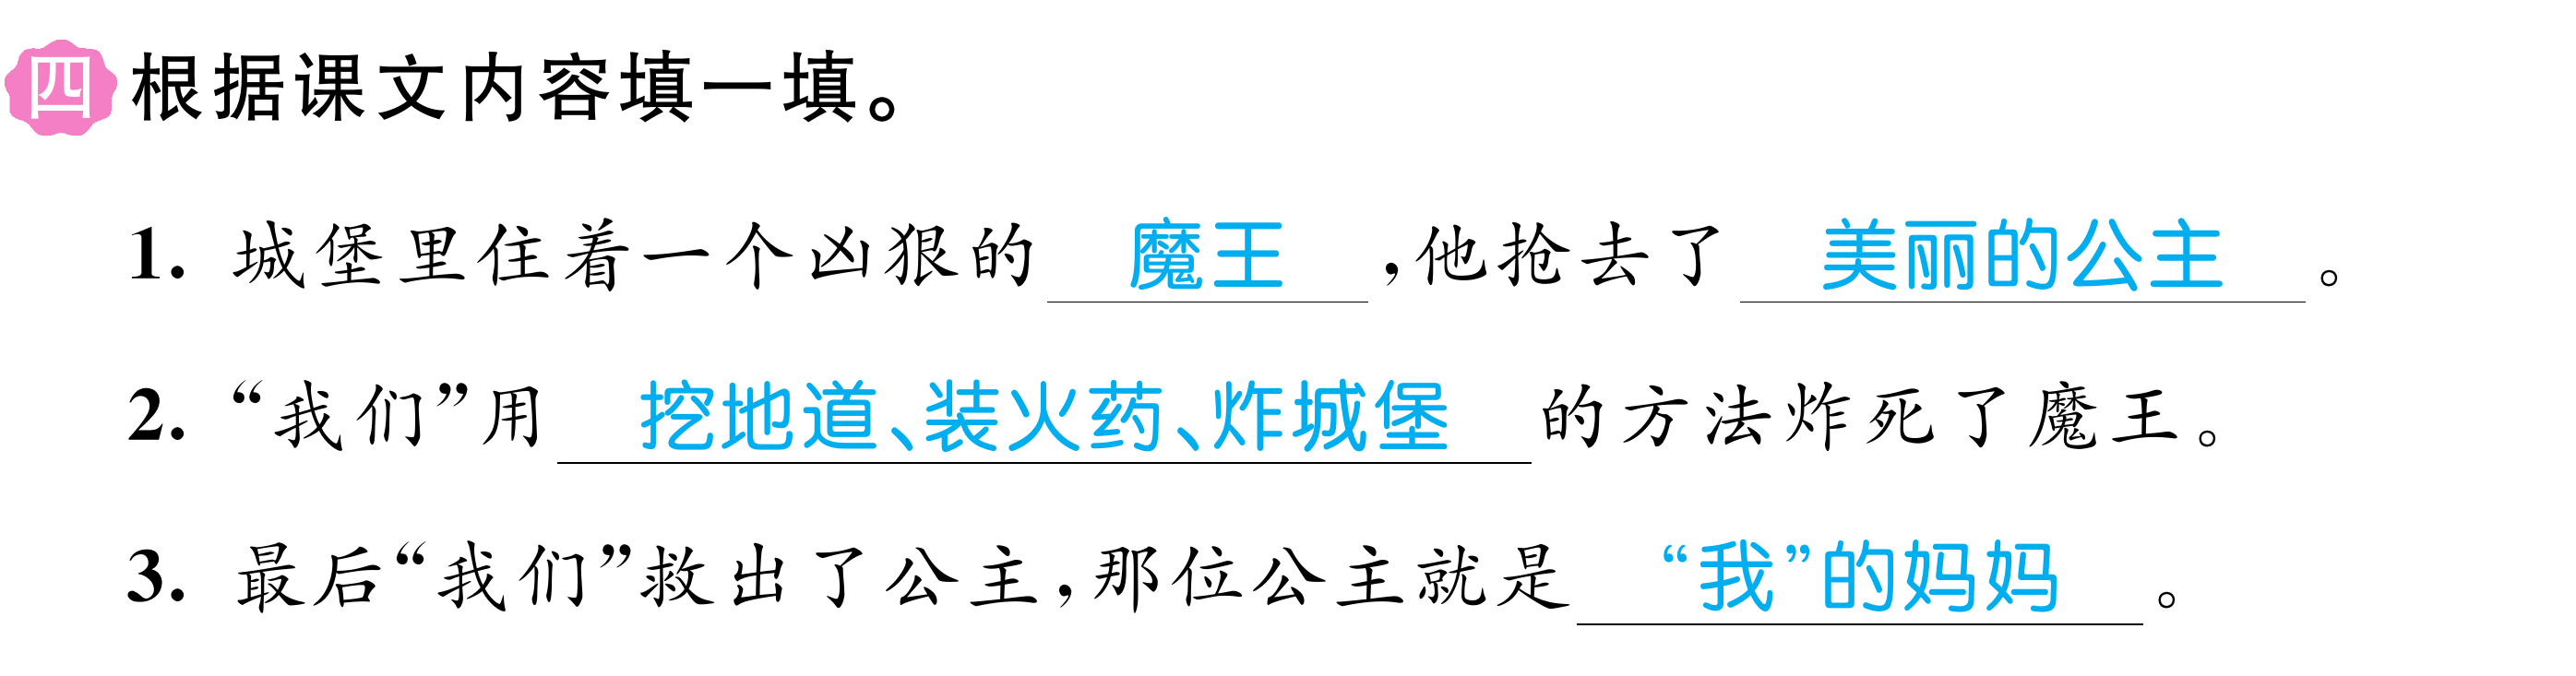 四 根据课文内容填一填。
1. 城堡里住着一个凶狠的 魔王 ，他抢去了 美丽的公主 。
2. “我们”用 挖地道、装火药、炸城堡 的方法炸死了魔王。
3. 最后“我们”救出了公主，那位公主就是 “我”的妈妈 。